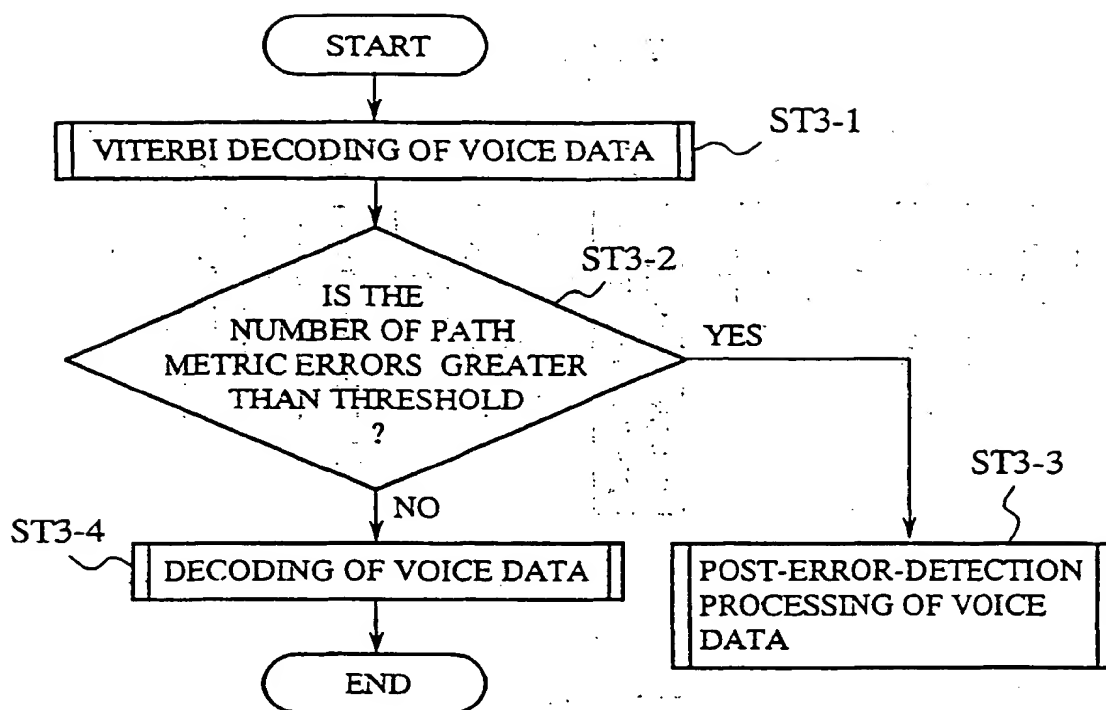 START
ST3-1
VITERBI DECODING OF VOICE DATA
ST3-2
IS THE
NUMBER OF PATH
METRIC ERRORS GREATER
THAN THRESHOLD
?
YES
NO
ST3-3
ST3-4
DECODING OF VOICE DATA
POST-ERROR-DETECTION
PROCESSING OF VOICE
DATA
END